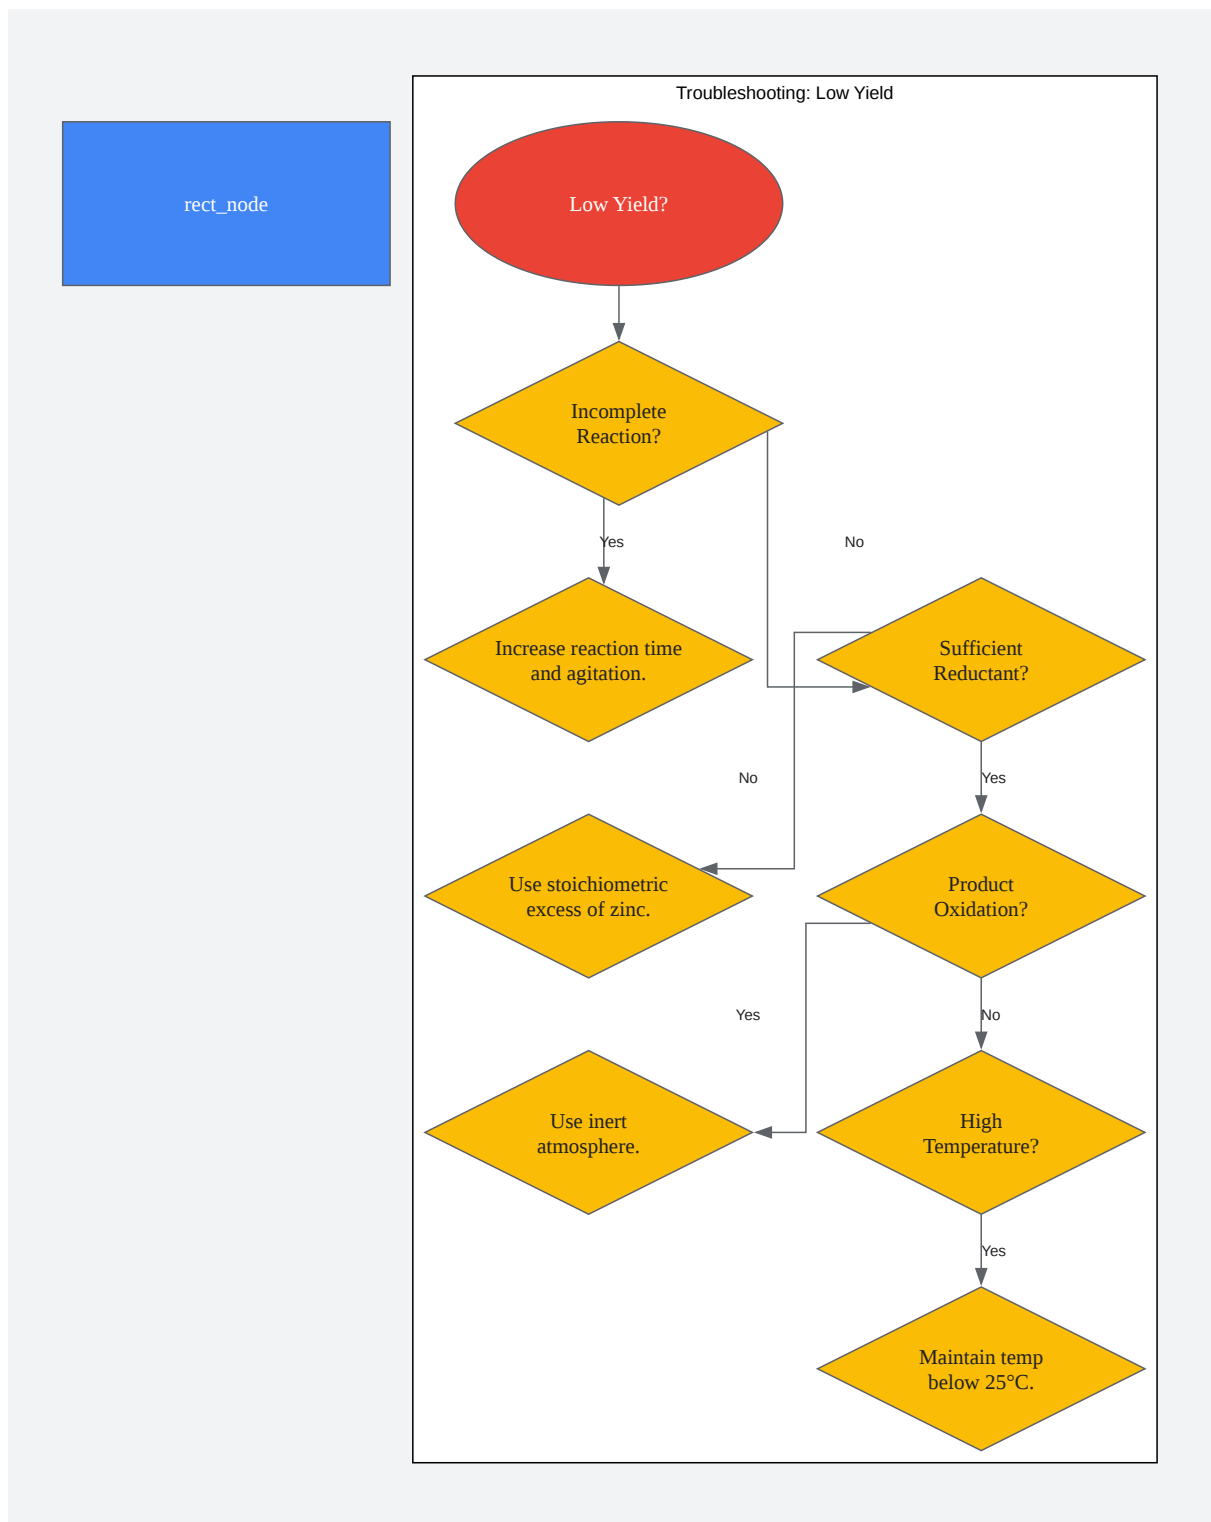 Troubleshooting: Low Yield
rect_node
Low Yield?
Incomplete
Reaction?
Yes
No
Increase reaction time
and agitation.
Sufficient
Reductant?
No
Yes
Use stoichiometric
excess of zinc.
Product
Oxidation?
Yes
No
Use inert
atmosphere.
High
Temperature?
Yes
Maintain temp
below 25°C.